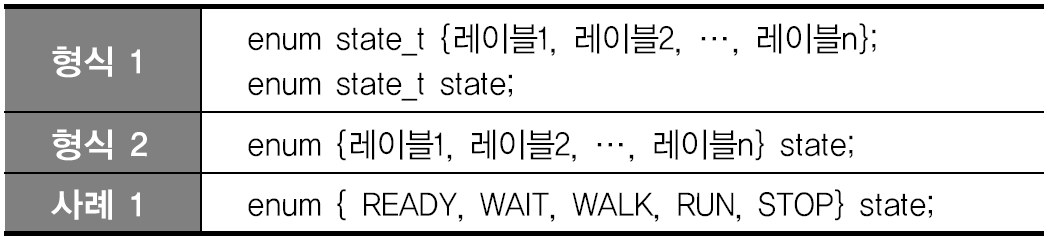 형식 1
enum state_t {레이블1, 레이블2, ⋯, 레이블n};
enum state_t state;
형식 2
enum {레이블1, 레이블2, ⋯, 레이블n} state;
사례 1
enum { READY, WAIT, WALK, RUN, STOP} state;